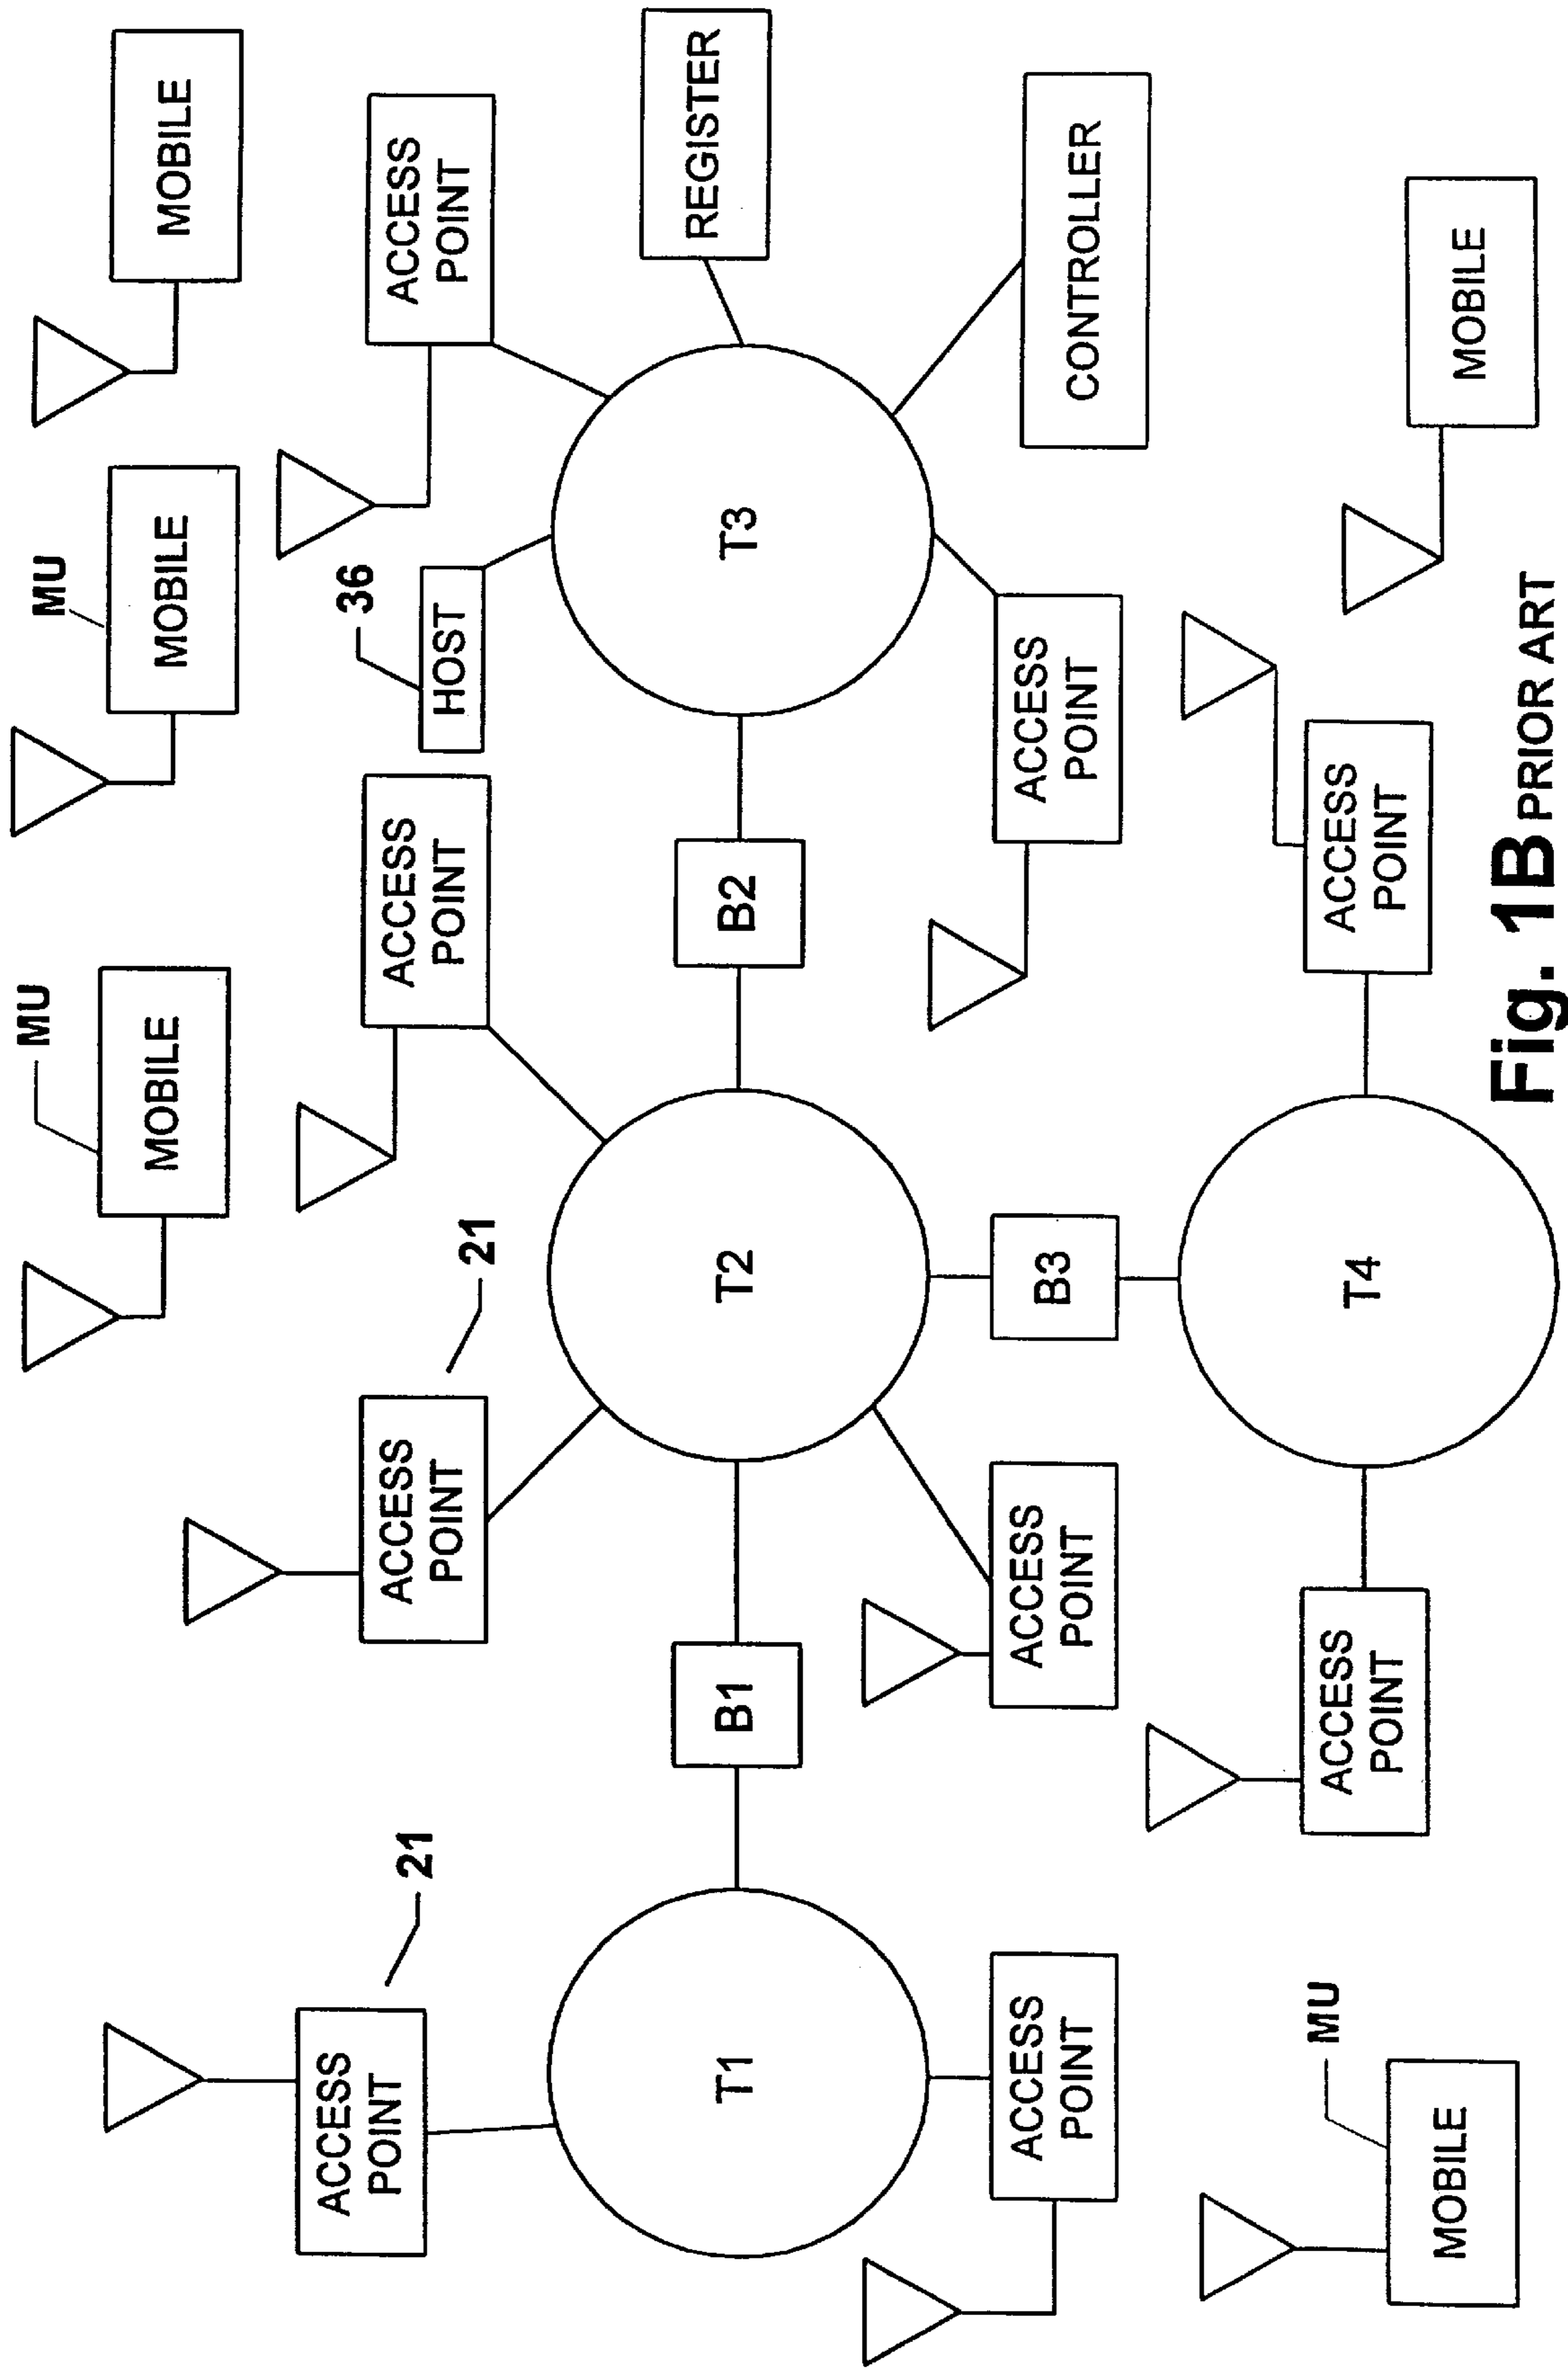 MU
MU
MOBILE
MOBILE
MOBILE
21
ACCESS
POINT
21
ACCESS
POINT
ACCESS
POINT
36
HOST
ACCESS
POINT
REGISTER
T1
B1
T2
B2
T3
ACCESS
POINT
ACCESS
POINT
B3
ACCESS
POINT
CONTROLLER
MU
MOBILE
ACCESS
POINT
T4
ACCESS
POINT
MOBILE
Fig. 1B PRIOR ART